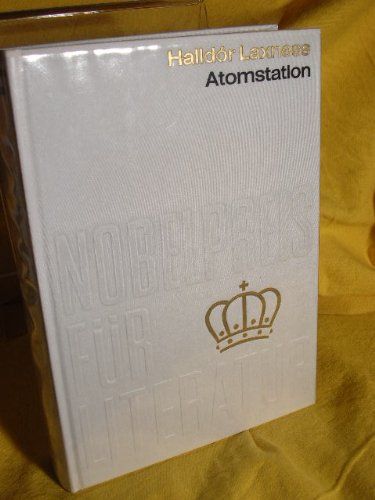 Halldór Laxness
Atomstation
NOBELPREIS
FÜR
LITERATUR